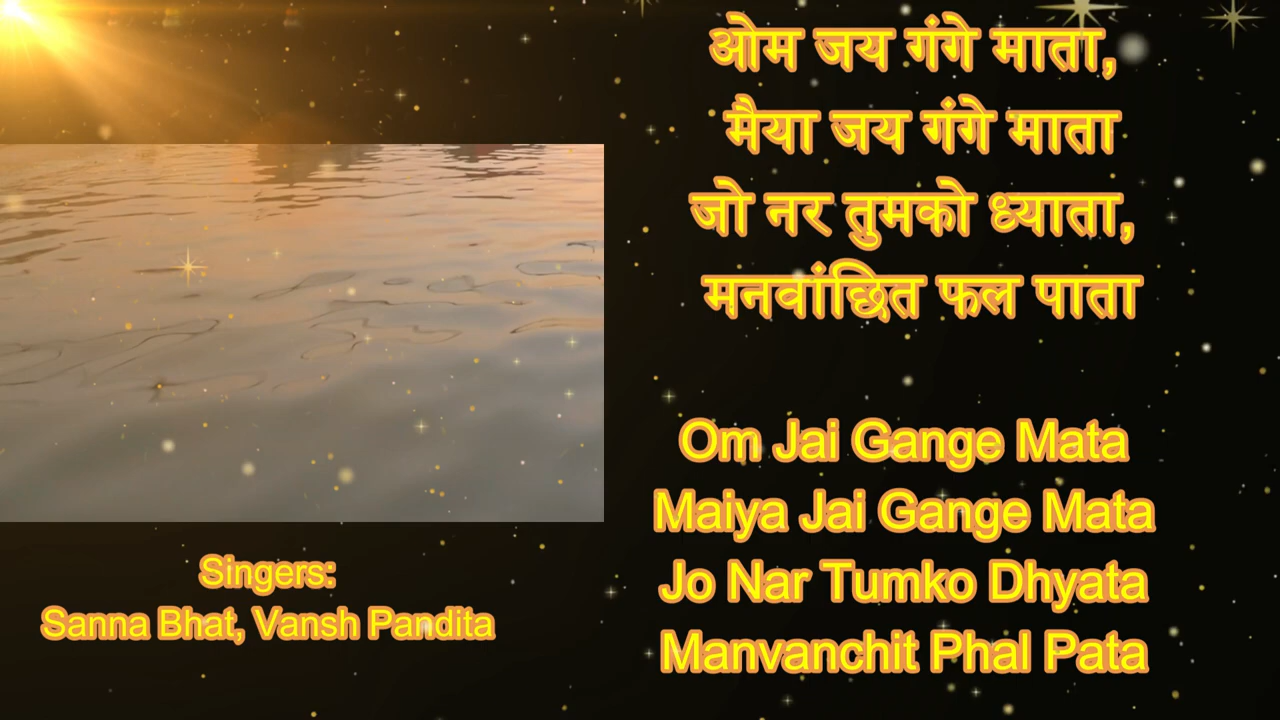 ओम जय गंगे माता,
मैया जय गंगे माता
जो नर तुमको ध्याता,
मनवांछित फल पाता
Om Jai Gange Mata
Maiya Jai Gange Mata
Jo Nar Tumko Dhyata
Manvanchit Phal Pata
Singers:
Sanna Bhat, Vansh Pandita